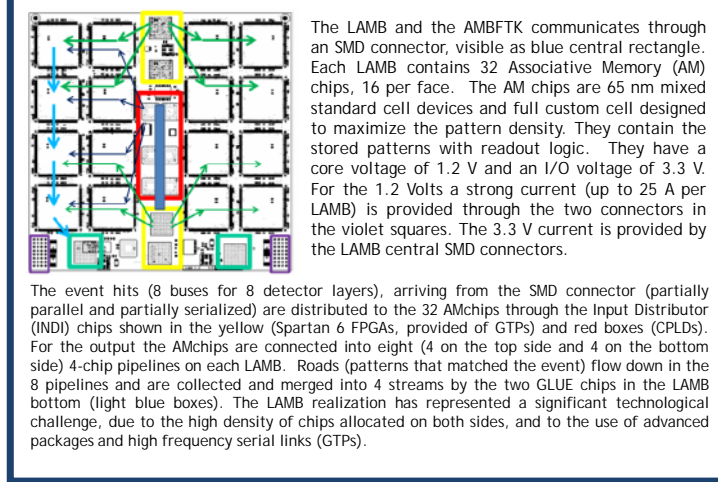 The LAMB and the AMBFTK communicates through
an SMD connector, visible as blue central rectangle.
Each LAMB contains 32 Associative Memory (AM)
chips, 16 per face. The AM chips are 65 nm mixed
standard cell devices and full custom cell designed
to maximize the pattern density. They contain the
stored patterns with readout logic. They have a
core voltage of 1.2 V and an I/O voltage of 3.3 V.
For the 1.2 Volts a strong current (up to 25 A per
LAMB) is provided through the two connectors in
the violet squares. The 3.3 V current is provided by
the LAMB central SMD connectors.
The event hits (8 buses for 8 detector layers), arriving from the SMD connector (partially
parallel and partially serialized) are distributed to the 32 AMchips through the Input Distributor
(INDI) chips shown in the yellow (Spartan 6 FPGAs, provided of GTPs) and red boxes (CPLDs).
For the output the AMchips are connected into eight (4 on the top side and 4 on the bottom
side) 4-chip pipelines on each LAMB. Roads (patterns that matched the event) flow down in the
8 pipelines and are collected and merged into 4 streams by the two GLUE chips in the LAMB
bottom (light blue boxes). The LAMB realization has represented a significant technological
challenge, due to the high density of chips allocated on both sides, and to the use of advanced
packages and high frequency serial links (GTPs).